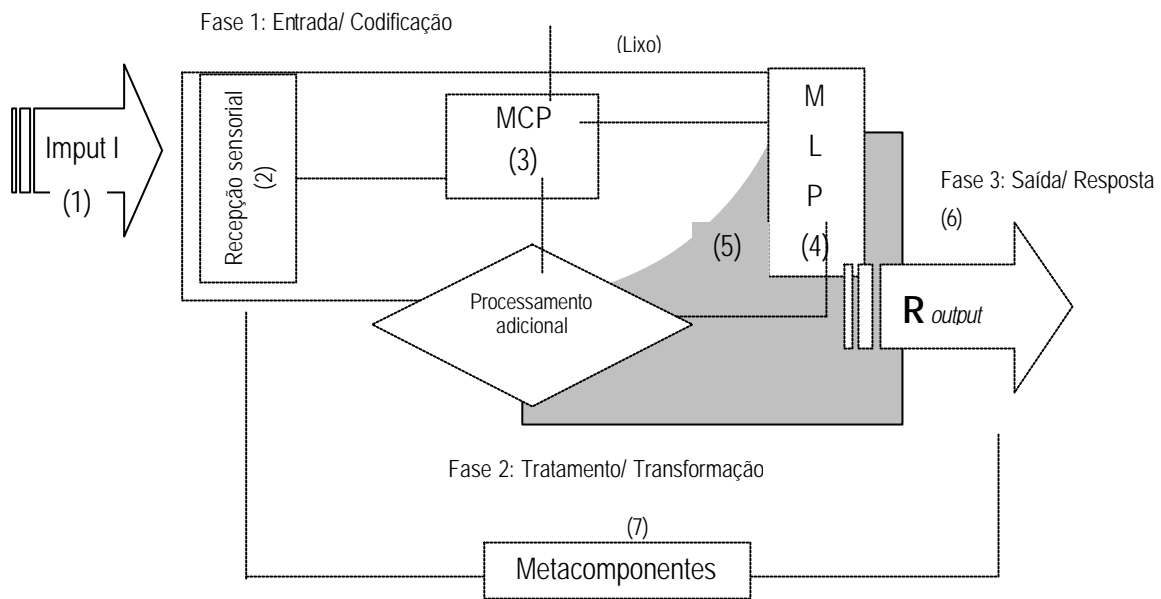 Fase 1: Entrada/ Codificação
(Lixo)
Imput I
(1)
Recepção sensorial
(2)
MCP
(3)
M
L
P
(4)
(5)
Processamento
adicional
Fase 3: Saída/ Resposta
(6)
R output
Fase 2: Tratamento/ Transformação
(7)
Metacomponentes